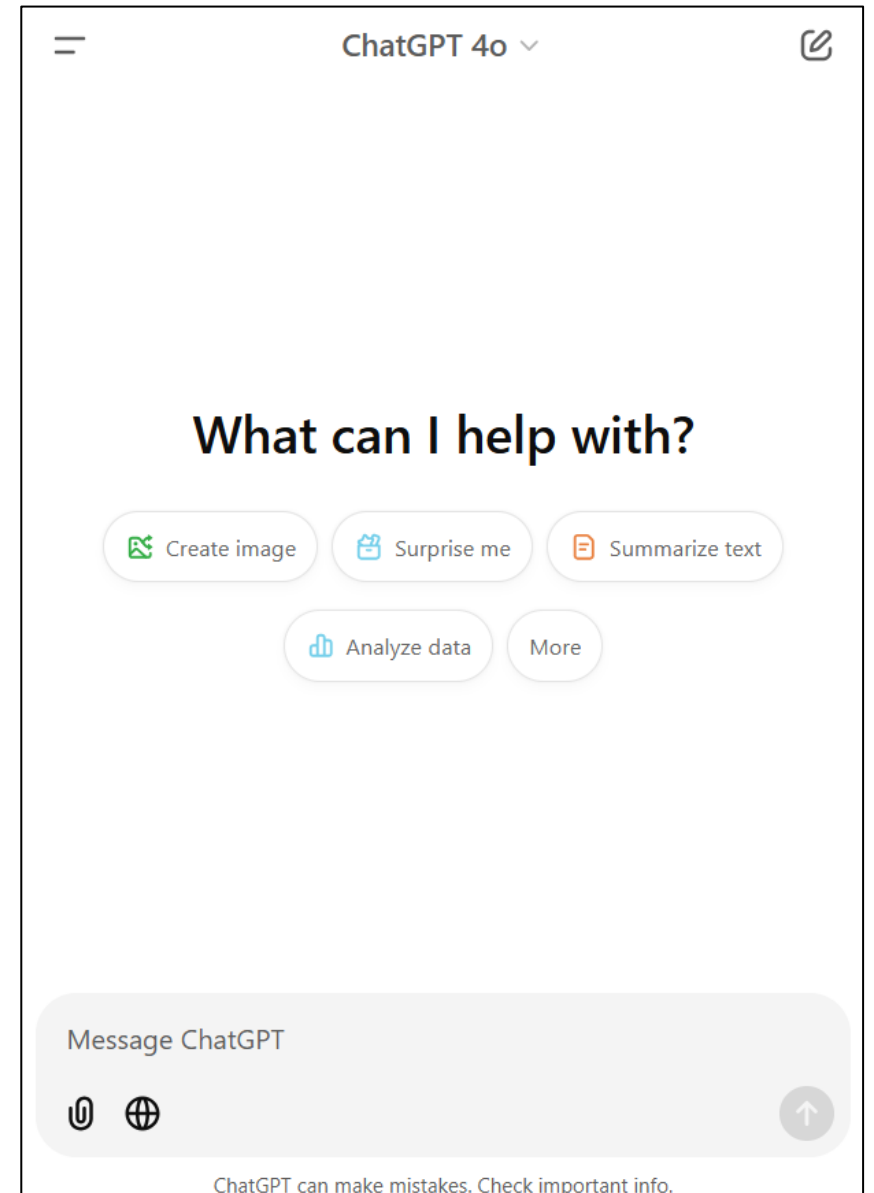 ChatGPT 4o
What can I help with?
Create image
Surprise me
Summarize text
Analyze data
More
Message ChatGPT
ChatGPT can make mistakes. Check important info.